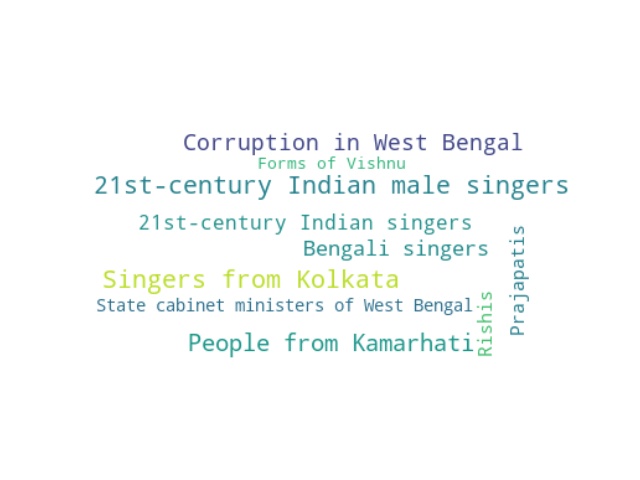 Corruption in West Bengal
Forms of Vishnu
21st-century Indian male singers
21st-century Indian singers
Bengali singers
Prajapatis
Singers from Kolkata
State cabinet ministers of West Bengal
Rishis
People from Kamarhati